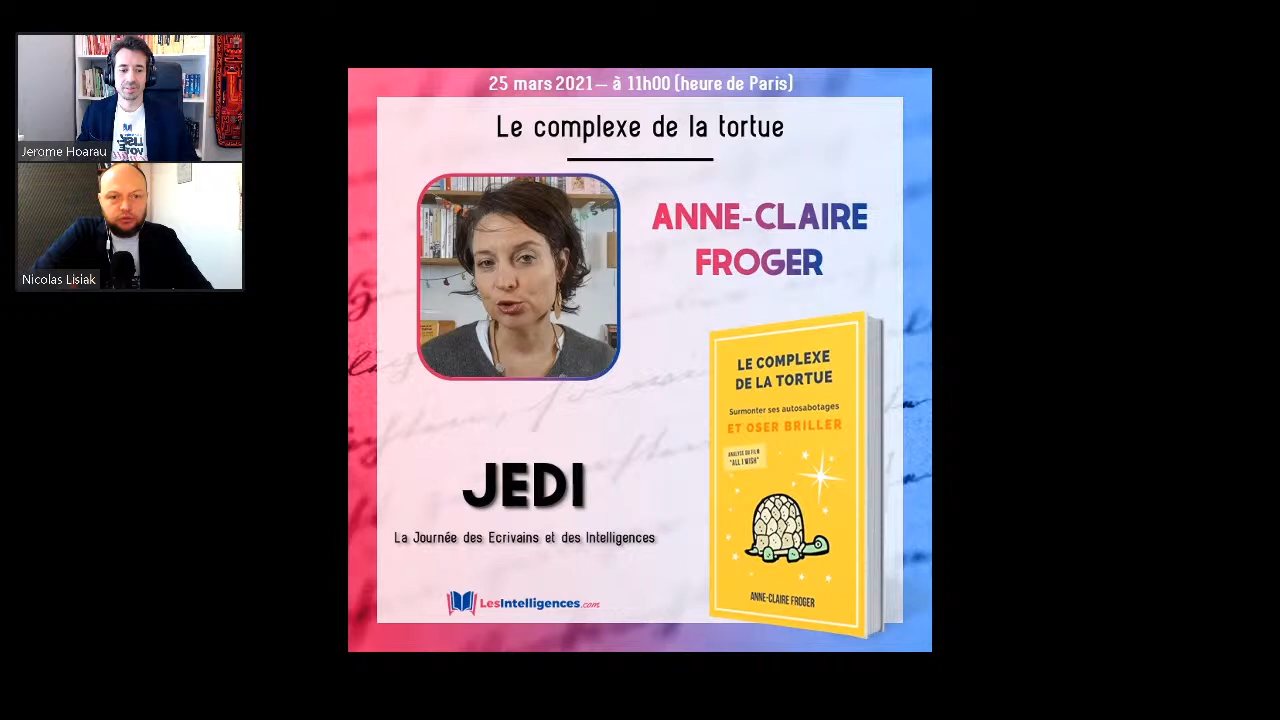 Jerome Hoarau
Nicolas Lisiak
25 mars 2021 – à 11h00 (heure de Paris)
Le complexe de la tortue
ANNE-CLAIRE
FROGER
LE COMPLEXE
DE LA TORTUE
Surmonter ses autosabotages
ET OSER BRILLER
ANALYSE DU FILM
"ALL I WISH"
ANNE-CLAIRE FROGER
JEDI
La Journée des Ecrivains et des Intelligences
LesIntelligences.com